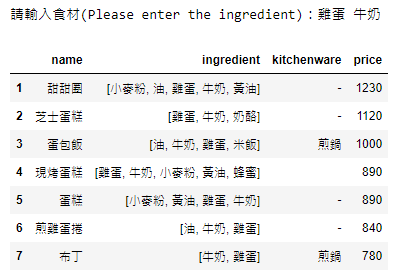 請輸入食材(Please enter the ingredient)：雞蛋 牛奶
name ingredient kitchenware price
1 甜甜圈 [小麥粉, 油, 雞蛋, 牛奶, 黃油] - 1230
2 芝士蛋糕 [雞蛋, 牛奶, 奶酪] - 1120
3 蛋包飯 [油, 牛奶, 雞蛋, 米飯] 煎鍋 1000
4 現烤蛋糕 [雞蛋, 牛奶, 小麥粉, 黃油, 蜂蜜] 890
5 蛋糕 [小麥粉, 黃油, 雞蛋, 牛奶] - 890
6 煎雞蛋捲 [油, 牛奶, 雞蛋] - 840
7 布丁 [牛奶, 雞蛋] 煎鍋 780